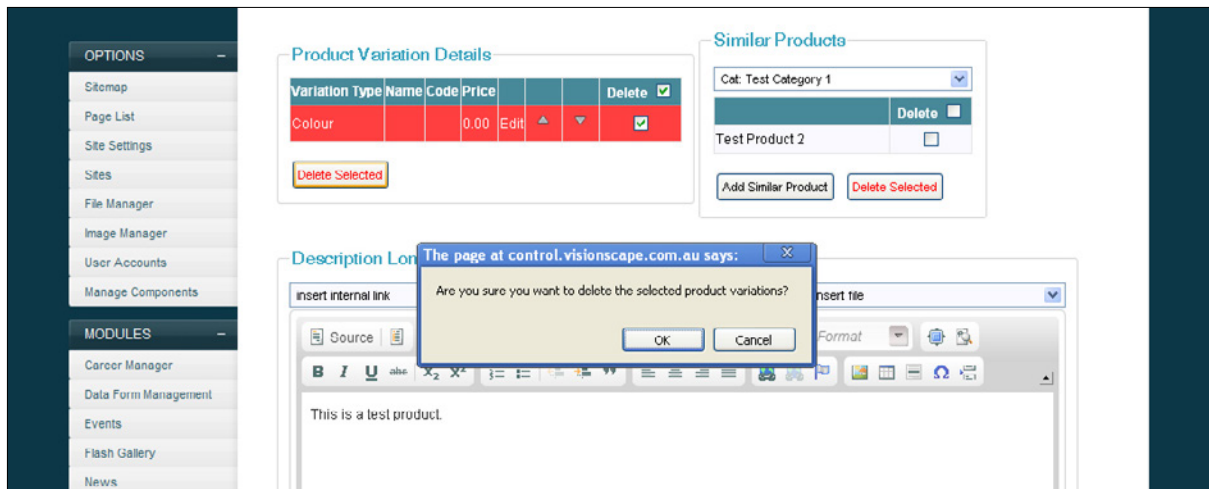 OPTIONS –
Sitemap
Page List
Site Settings
Sites
File Manager
Image Manager
User Accounts
Manage Components
MODULES –
Career Manager
Data Form Management
Events
Flash Gallery
News
Product Variation Details
Variation Type Name Code Price Delete
Colour 0.00 Edit
Delete Selected
Similar Products
Cat: Test Category 1
Delete
Test Product 2
Add Similar Product Delete Selected
The page at control.visionscape.com.au says: X
Are you sure you want to delete the selected product variations?
OK Cancel
Description Lon
insert internal link nsert file
Source Format
B I U abc X₂ X² Ω
This is a test product.